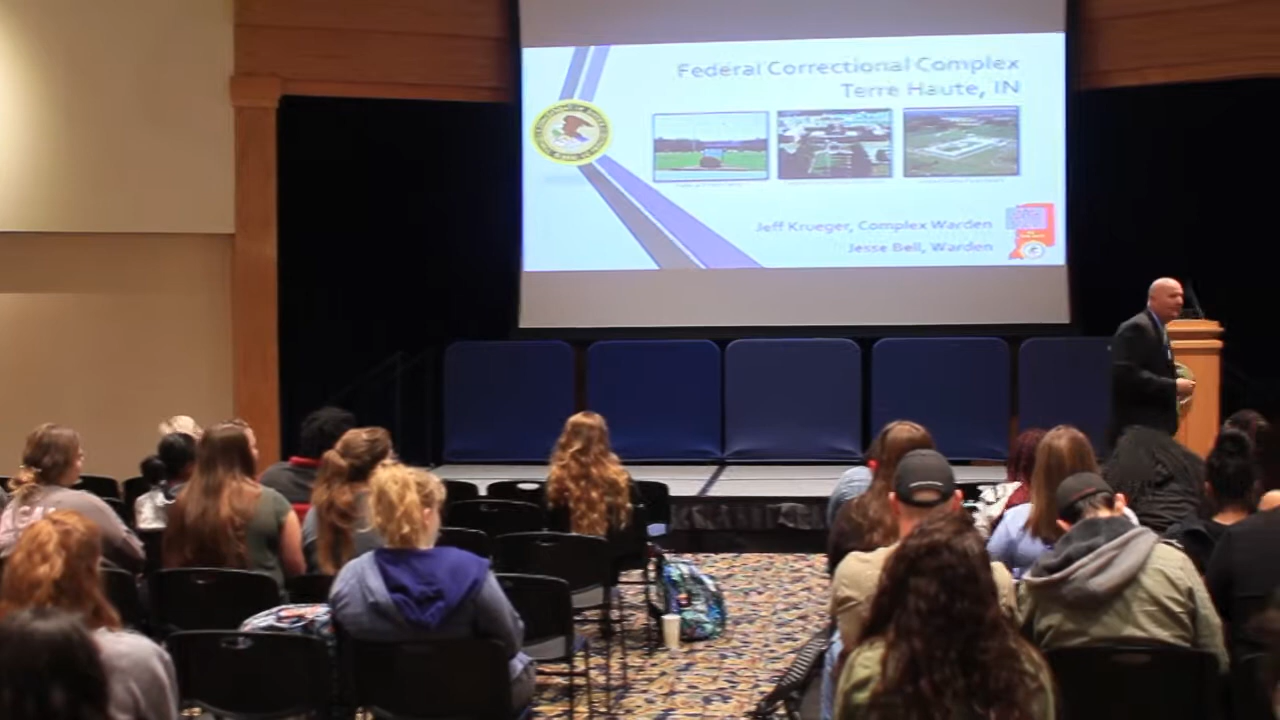 Federal Correctional Complex
Terre Haute, IN
Jeff Krueger, Complex Warden
Jesse Bell, Warden